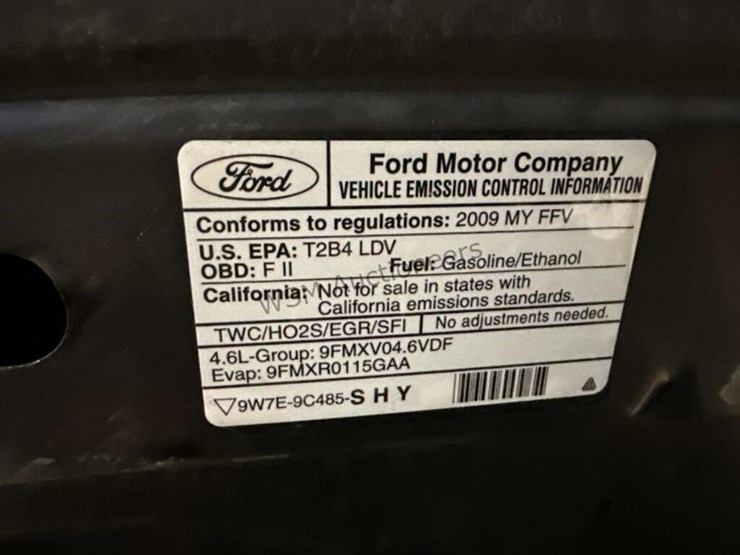 Ford
Ford Motor Company
VEHICLE EMISSION CONTROL INFORMATION
Conforms to regulations: 2009 MY FFV
U.S. EPA: T2B4 LDV
OBD: F II Fuel: Gasoline/Ethanol
California: Not for sale in states with
California emissions standards.
TWC/HO2S/EGR/SFI No adjustments needed.
4.6L-Group: 9FMXV04.6VDF
Evap: 9FMXR0115GAA
9W7E-9C485-S H Y
WSM Auctioneers